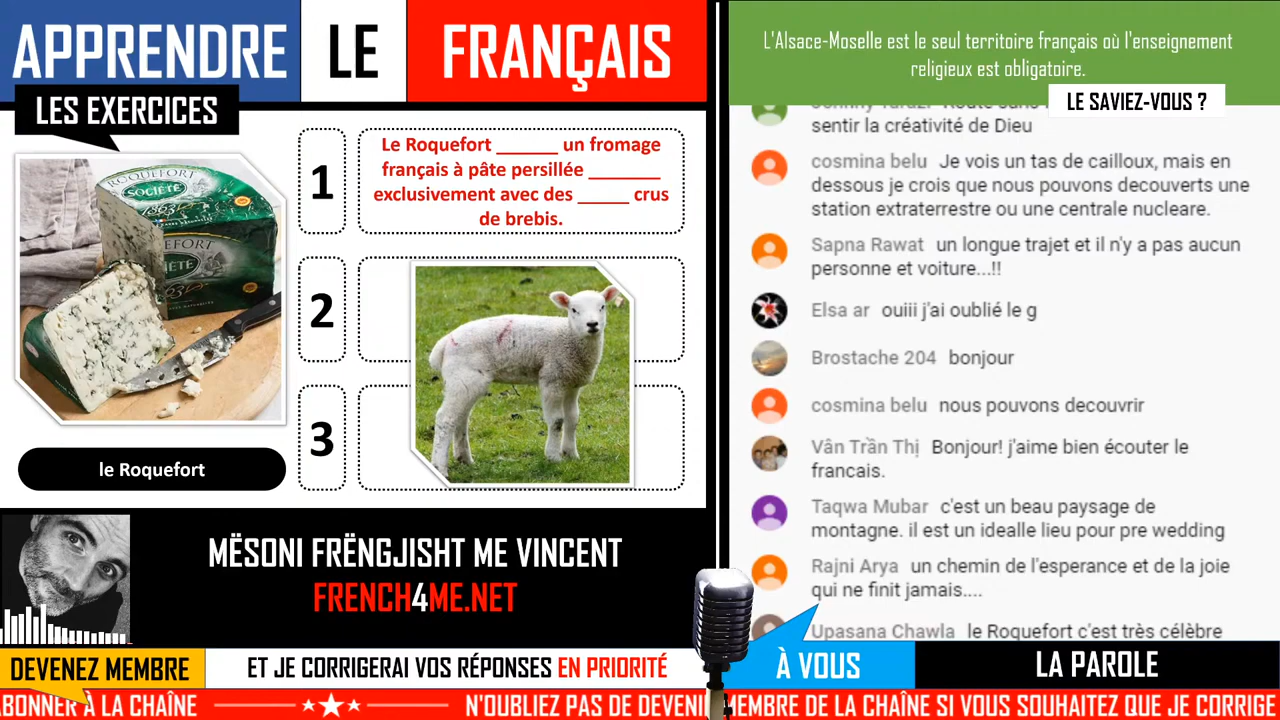 APPRENDRE LE FRANÇAIS
LES EXERCICES
ROQUEFORT
SOCIÉTÉ
1863
le Roquefort
1
Le Roquefort ______ un fromage
français à pâte persillée _______
exclusivement avec des _____ crus
de brebis.
2
3
MËSONI FRËNGJISHT ME VINCENT
FRENCH4ME.NET
DEVENEZ MEMBRE
ET JE CORRIGERAI VOS RÉPONSES EN PRIORITÉ
L'Alsace-Moselle est le seul territoire français où l'enseignement
religieux est obligatoire.
LE SAVIEZ-VOUS ?
sentir la créativité de Dieu
cosmina belu Je vois un tas de cailloux, mais en
dessous je crois que nous pouvons decouverts une
station extraterrestre ou une centrale nucleare.
Sapna Rawat un longue trajet et il n'y a pas aucun
personne et voiture...!!
Elsa ar ouiii j'ai oublié le g
Brostache 204 bonjour
cosmina belu nous pouvons decouvrir
Vân Trần Thị Bonjour! j'aime bien écouter le
francais.
Taqwa Mubar c'est un beau paysage de
montagne. il est un idealle lieu pour pre wedding
Rajni Arya un chemin de l'esperance et de la joie
qui ne finit jamais....
Upasana Chawla le Roquefort c'est très célèbre
À VOUS
LA PAROLE
BONNER À LA CHAÎNE N'OUBLIEZ PAS DE DEVENI MEMBRE DE LA CHAÎNE SI VOUS SOUHAITEZ QUE JE CORRIGE